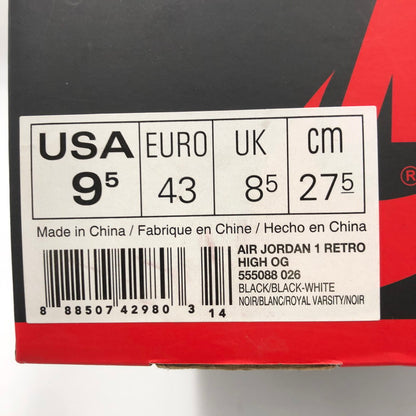 USA EURO UK cm
9⁵ 43 8⁵ 27⁵
Made in China / Fabrique en Chine / Hecho en China
AIR JORDAN 1 RETRO
HIGH OG
555088 026
BLACK/BLACK-WHITE
NOIR/BLANC/ROYAL VARSITY/NOIR
8 88507 42980 3 14
®